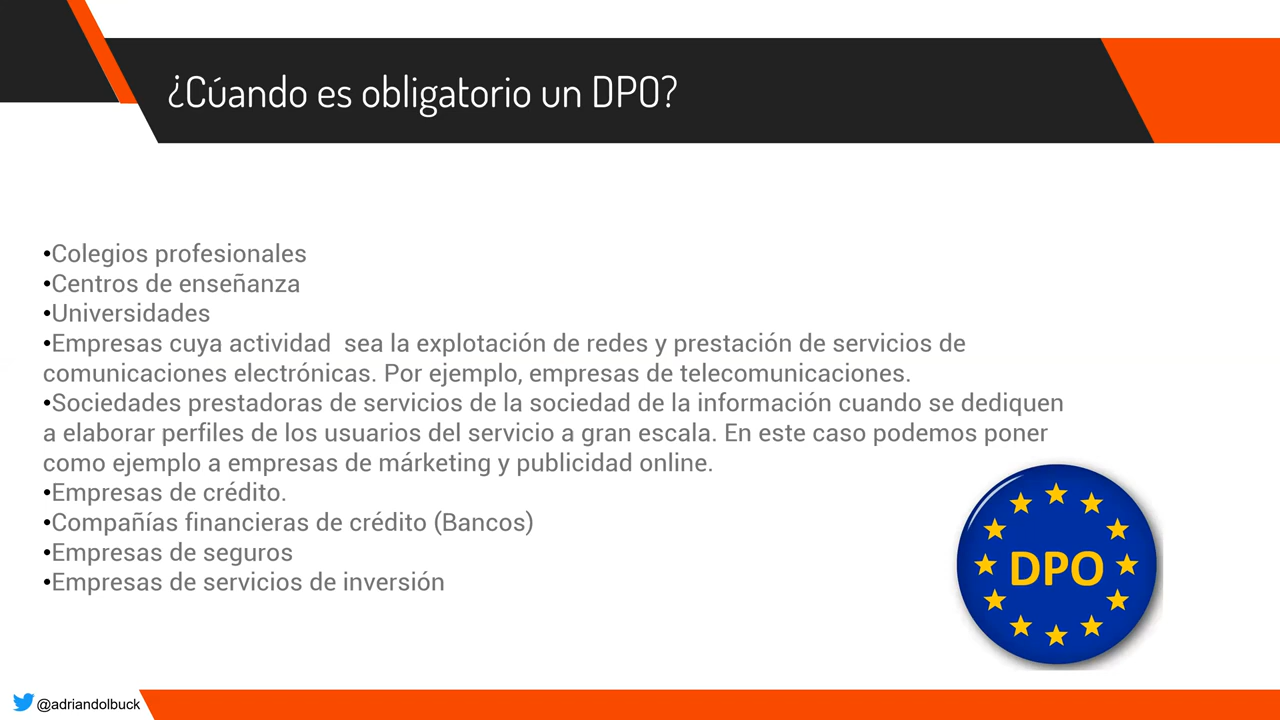 ¿Cúando es obligatorio un DPO?
•Colegios profesionales
•Centros de enseñanza
•Universidades
•Empresas cuya actividad  sea la explotación de redes y prestación de servicios de
comunicaciones electrónicas. Por ejemplo, empresas de telecomunicaciones.
•Sociedades prestadoras de servicios de la sociedad de la información cuando se dediquen
a elaborar perfiles de los usuarios del servicio a gran escala. En este caso podemos poner
como ejemplo a empresas de márketing y publicidad online.
•Empresas de crédito.
•Compañías financieras de crédito (Bancos)
•Empresas de seguros
•Empresas de servicios de inversión
DPO
@adriandolbuck